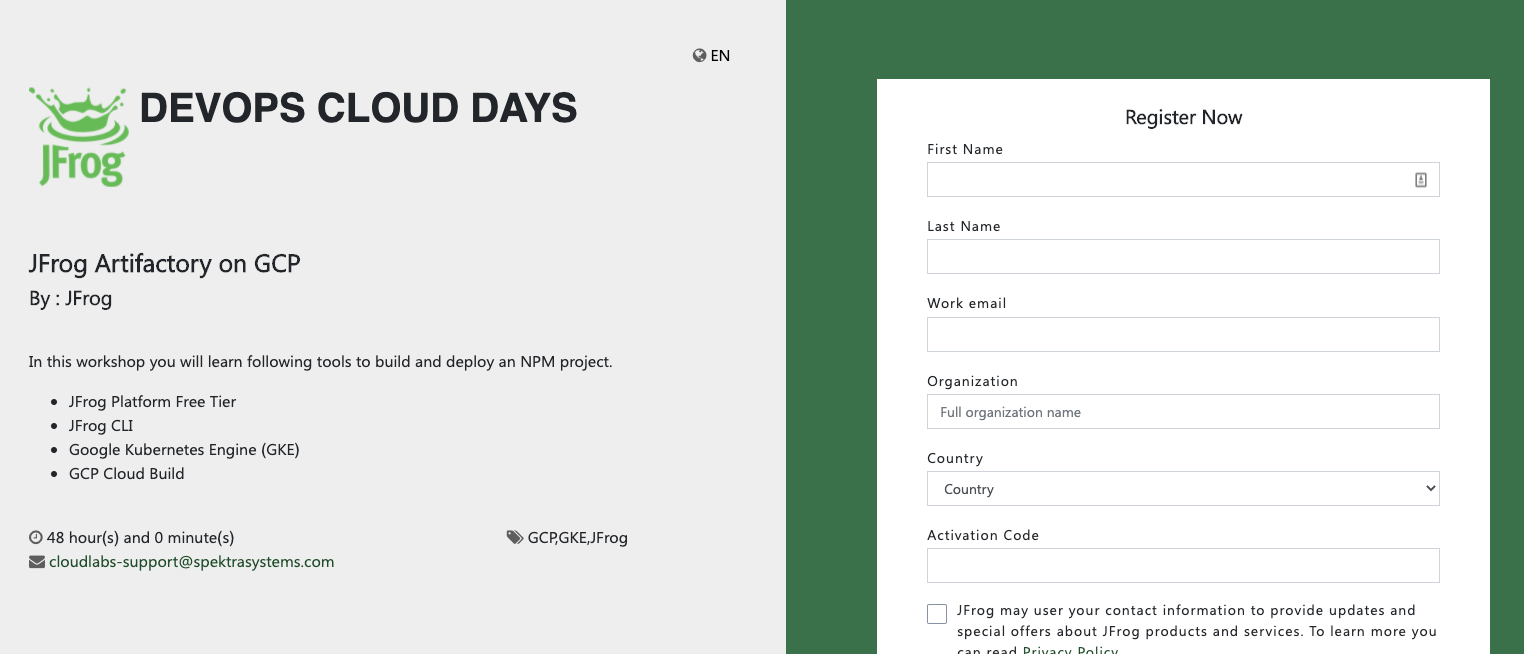 EN
DEVOPS CLOUD DAYS
JFrog
JFrog Artifactory on GCP
By : JFrog
In this workshop you will learn following tools to build and deploy an NPM project.
JFrog Platform Free Tier
JFrog CLI
Google Kubernetes Engine (GKE)
GCP Cloud Build
48 hour(s) and 0 minute(s)
GCP,GKE,JFrog
cloudlabs-support@spektrasystems.com
Register Now
First Name
Last Name
Work email
Organization
Full organization name
Country
Country
Activation Code
JFrog may user your contact information to provide updates and
special offers about JFrog products and services. To learn more you
can read Privacy Policy